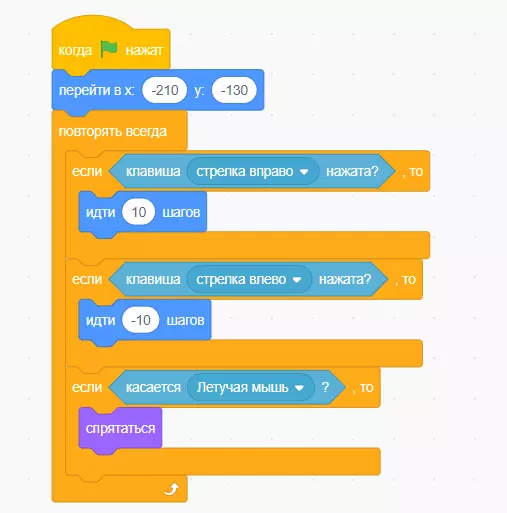 когда нажат
перейти в x: -210 y: -130
повторять всегда
если клавиша стрелка вправо нажата? , то
идти 10 шагов
если клавиша стрелка влево нажата? , то
идти -10 шагов
если касается Летучая мышь ? , то
спрятаться